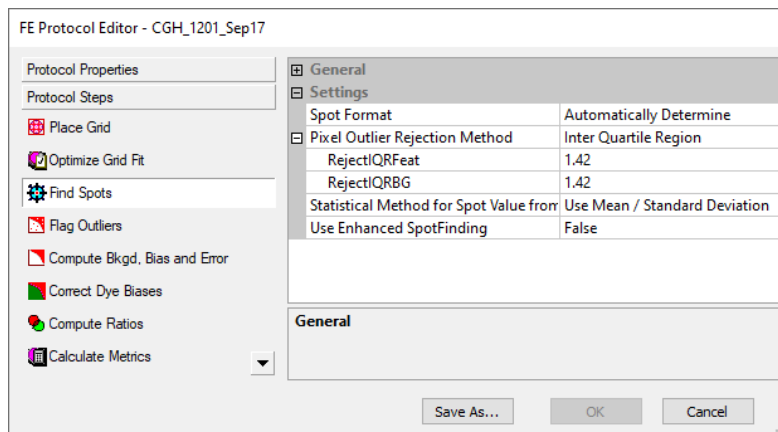 FE Protocol Editor - CGH_1201_Sep17
Protocol Properties
Protocol Steps
Place Grid
Optimize Grid Fit
Find Spots
Flag Outliers
Compute Bkgd, Bias and Error
Correct Dye Biases
Compute Ratios
Calculate Metrics
General
Settings
Spot Format Automatically Determine
Pixel Outlier Rejection Method Inter Quartile Region
RejectIQRFeat 1.42
RejectIQRBG 1.42
Statistical Method for Spot Value from Use Mean / Standard Deviation
Use Enhanced SpotFinding False
General
Save As... OK Cancel